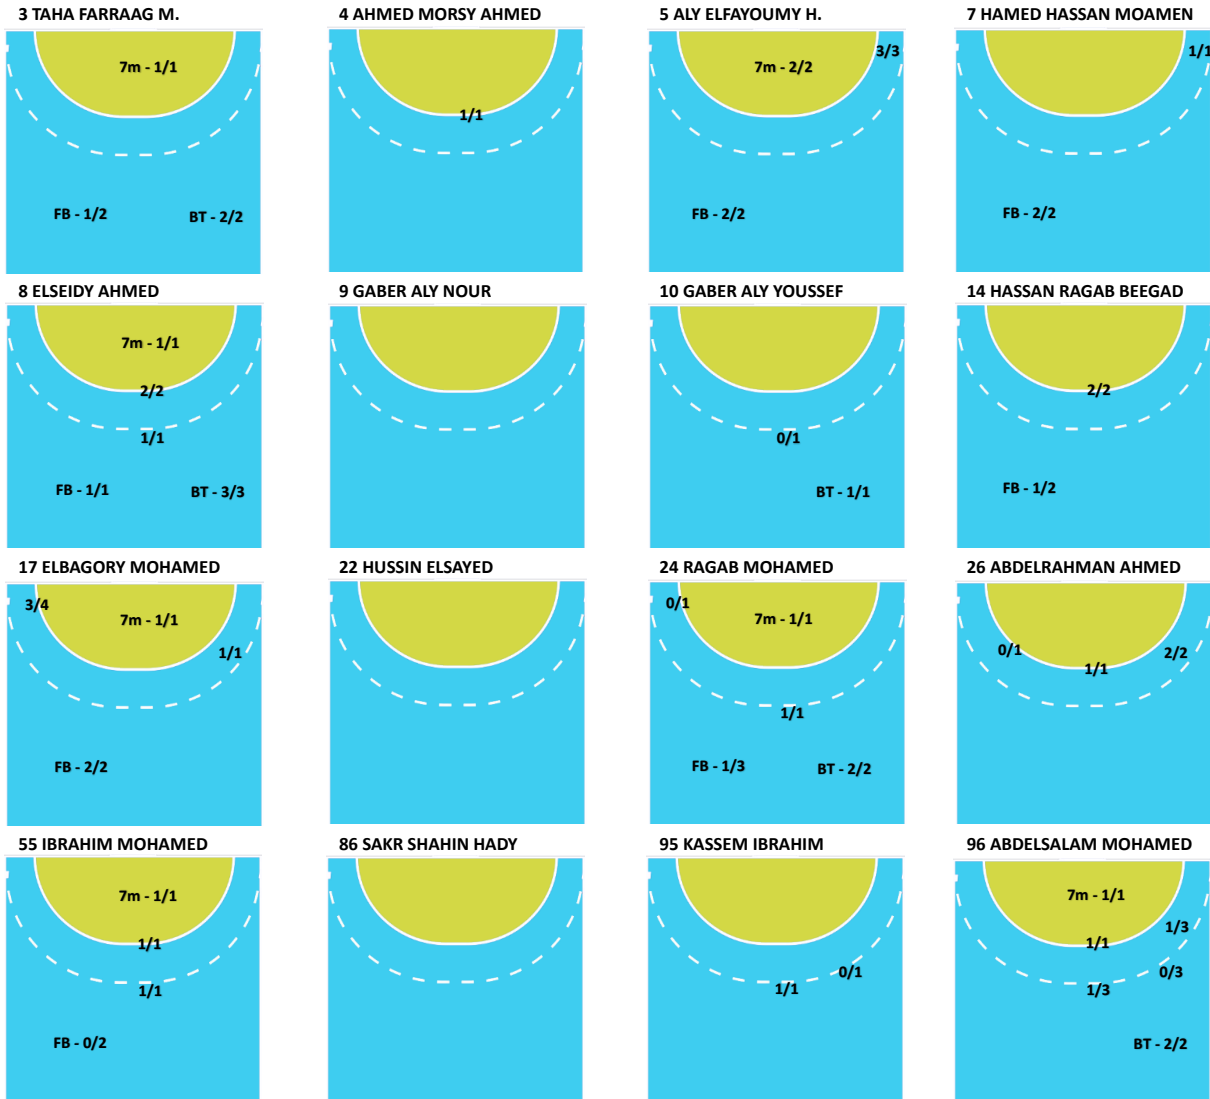 3 TAHA FARRAAG M.
7m - 1/1
FB - 1/2
BT - 2/2
4 AHMED MORSY AHMED
1/1
5 ALY ELFAYOUMY H.
3/3
7m - 2/2
FB - 2/2
7 HAMED HASSAN MOAMEN
1/1
FB - 2/2
8 ELSEIDY AHMED
7m - 1/1
2/2
1/1
FB - 1/1
BT - 3/3
9 GABER ALY NOUR
10 GABER ALY YOUSSEF
0/1
BT - 1/1
14 HASSAN RAGAB BEEGAD
2/2
FB - 1/2
17 ELBAGORY MOHAMED
3/4
7m - 1/1
1/1
FB - 2/2
22 HUSSIN ELSAYED
24 RAGAB MOHAMED
0/1
7m - 1/1
1/1
FB - 1/3
BT - 2/2
26 ABDELRAHMAN AHMED
0/1
2/2
1/1
55 IBRAHIM MOHAMED
7m - 1/1
1/1
1/1
FB - 0/2
86 SAKR SHAHIN HADY
95 KASSEM IBRAHIM
0/1
1/1
96 ABDELSALAM MOHAMED
7m - 1/1
1/3
1/1
0/3
1/3
BT - 2/2